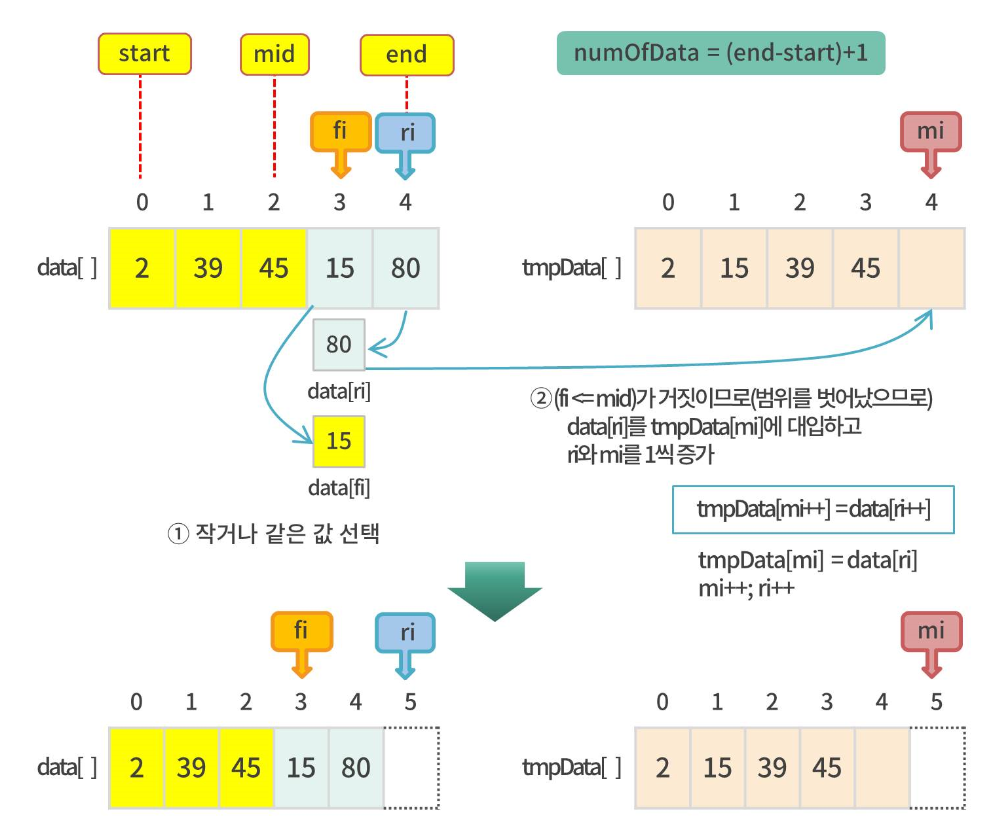 start mid end numOfData = (end-start)+1
fi ri mi
0 1 2 3 4 0 1 2 3 4
data[ ] 2 39 45 15 80 tmpData[ ] 2 15 39 45
80
data[ri]
15
data[fi]
① 작거나 같은 값 선택
② (fi <= mid)가 거짓이므로(범위를 벗어났으므로)
data[ri]를 tmpData[mi]에 대입하고
ri와 mi를 1씩 증가
tmpData[mi++] = data[ri++]
tmpData[mi] = data[ri]
mi++; ri++
fi ri mi
0 1 2 3 4 5 0 1 2 3 4 5
data[ ] 2 39 45 15 80 tmpData[ ] 2 15 39 45